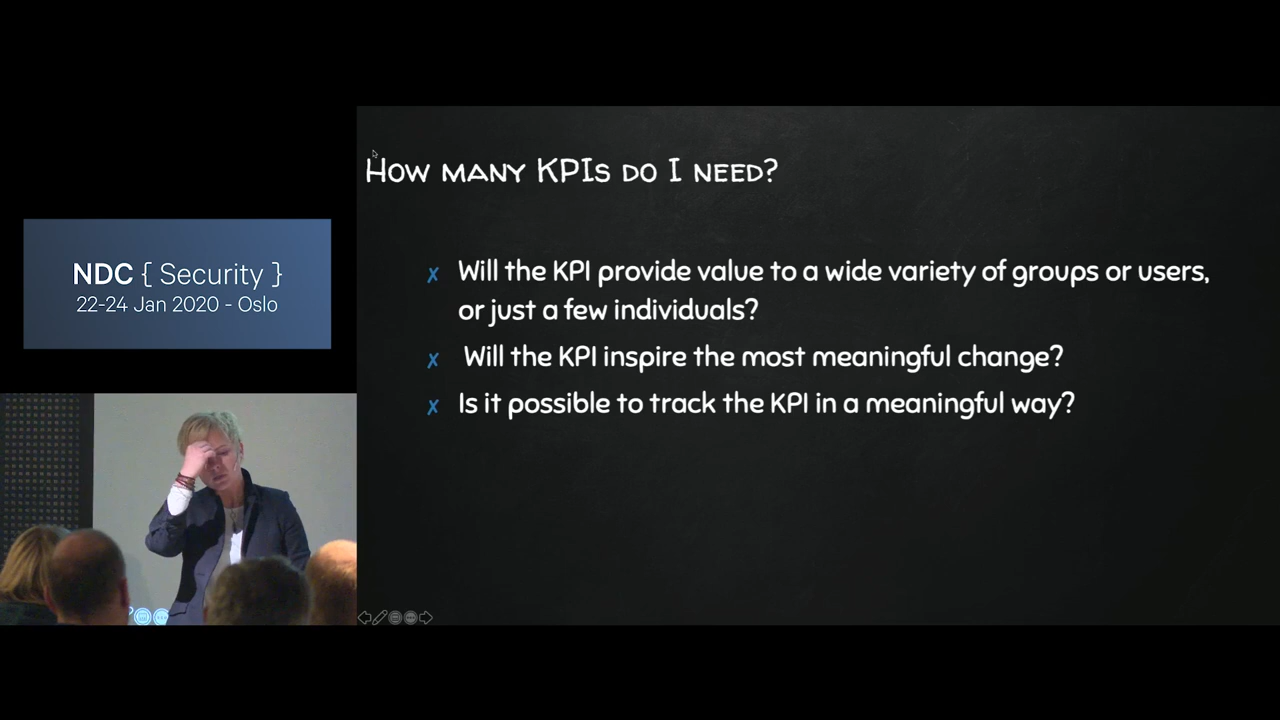 NDC { Security }
22-24 Jan 2020 - Oslo
How many KPIs do I need?
x Will the KPI provide value to a wide variety of groups or users,
or just a few individuals?
x Will the KPI inspire the most meaningful change?
x Is it possible to track the KPI in a meaningful way?